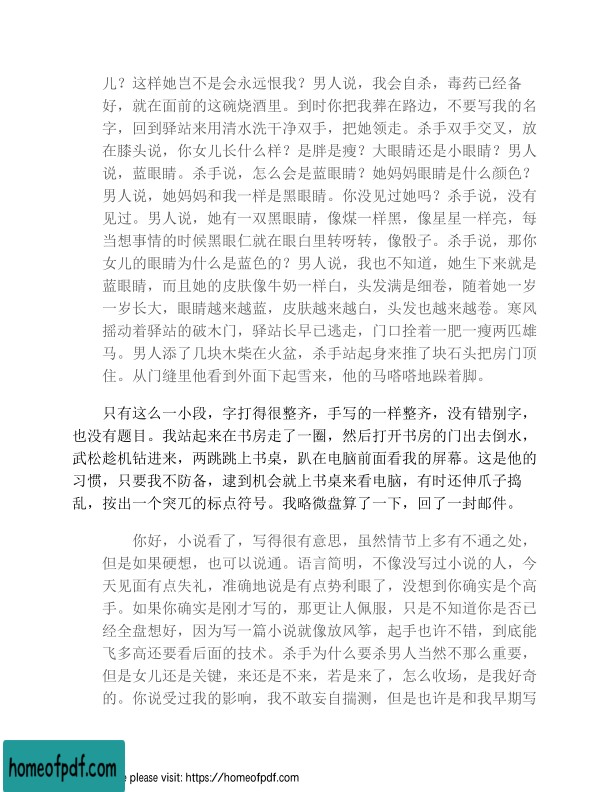 儿？这样她岂不是会永远恨我？男人说，我会自杀，毒药已经备
好，就在面前的这碗烧酒里。到时你把我葬在路边，不要写我的名
字，回到驿站来用清水洗干净双手，把她领走。杀手双手交叉，放
在膝头说，你女儿长什么样？是胖是瘦？大眼睛还是小眼睛？男人
说，蓝眼睛。杀手说，怎么会是蓝眼睛？她妈妈眼睛是什么颜色？
男人说，她妈妈和我一样是黑眼睛。你没见过她吗？杀手说，没有
见过。男人说，她有一双黑眼睛，像煤一样黑，像星星一样亮，每
当想事情的时候黑眼仁就在眼白里转呀转，像骰子。杀手说，那你
女儿的眼睛为什么是蓝色的？男人说，我也不知道，她生下来就是
蓝眼睛，而且她的皮肤像牛奶一样白，头发满是细卷，随着她一岁
一岁长大，眼睛越来越蓝，皮肤越来越白，头发也越来越卷。寒风
摇动着驿站的破木门，驿站长早已逃走，门口拴着一肥一瘦两匹雄
马。男人添了几块木柴在火盆，杀手站起身来推了块石头把房门顶
住。从门缝里他看到外面下起雪来，他的马嗒嗒地跺着脚。
只有这么一小段，字打得很整齐，手写的一样整齐，没有错别字，
也没有题目。我站起来在书房走了一圈，然后打开书房的门出去倒水，
武松趁机钻进来，两跳跳上书桌，趴在电脑前面看我的屏幕。这是他的
习惯，只要我不防备，逮到机会就上书桌来看电脑，有时还伸爪子捣
乱，按出一个突兀的标点符号。我略微盘算了一下，回了一封邮件。
你好，小说看了，写得很有意思，虽然情节上多有不通之处，
但是如果硬想，也可以说通。语言简明，不像没写过小说的人，今
天见面有点失礼，准确地说是有点势利眼了，没想到你确实是个高
手。如果你确实是刚才写的，那更让人佩服，只是不知道你是否已
经全盘想好，因为写一篇小说就像放风筝，起手也许不错，到底能
飞多高还要看后面的技术。杀手为什么要杀男人当然不那么重要，
但是女儿还是关键，来还是不来，若是来了，怎么收场，是我好奇
的。你说受过我的影响，我不敢妄自揣测，但是也许是和我早期写
homeofpdf.com
e please visit: https://homeofpdf.com